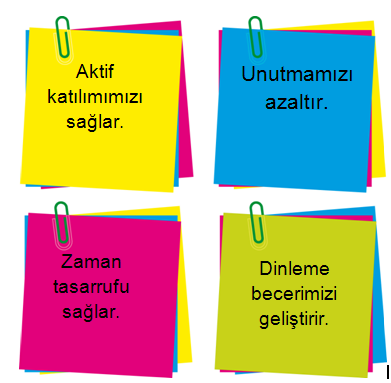 Aktif
katılımımızı
sağlar.
Unutmamızı
azaltır.
Zaman
tasarrufu
sağlar.
Dinleme
becerimizi
geliştirir.